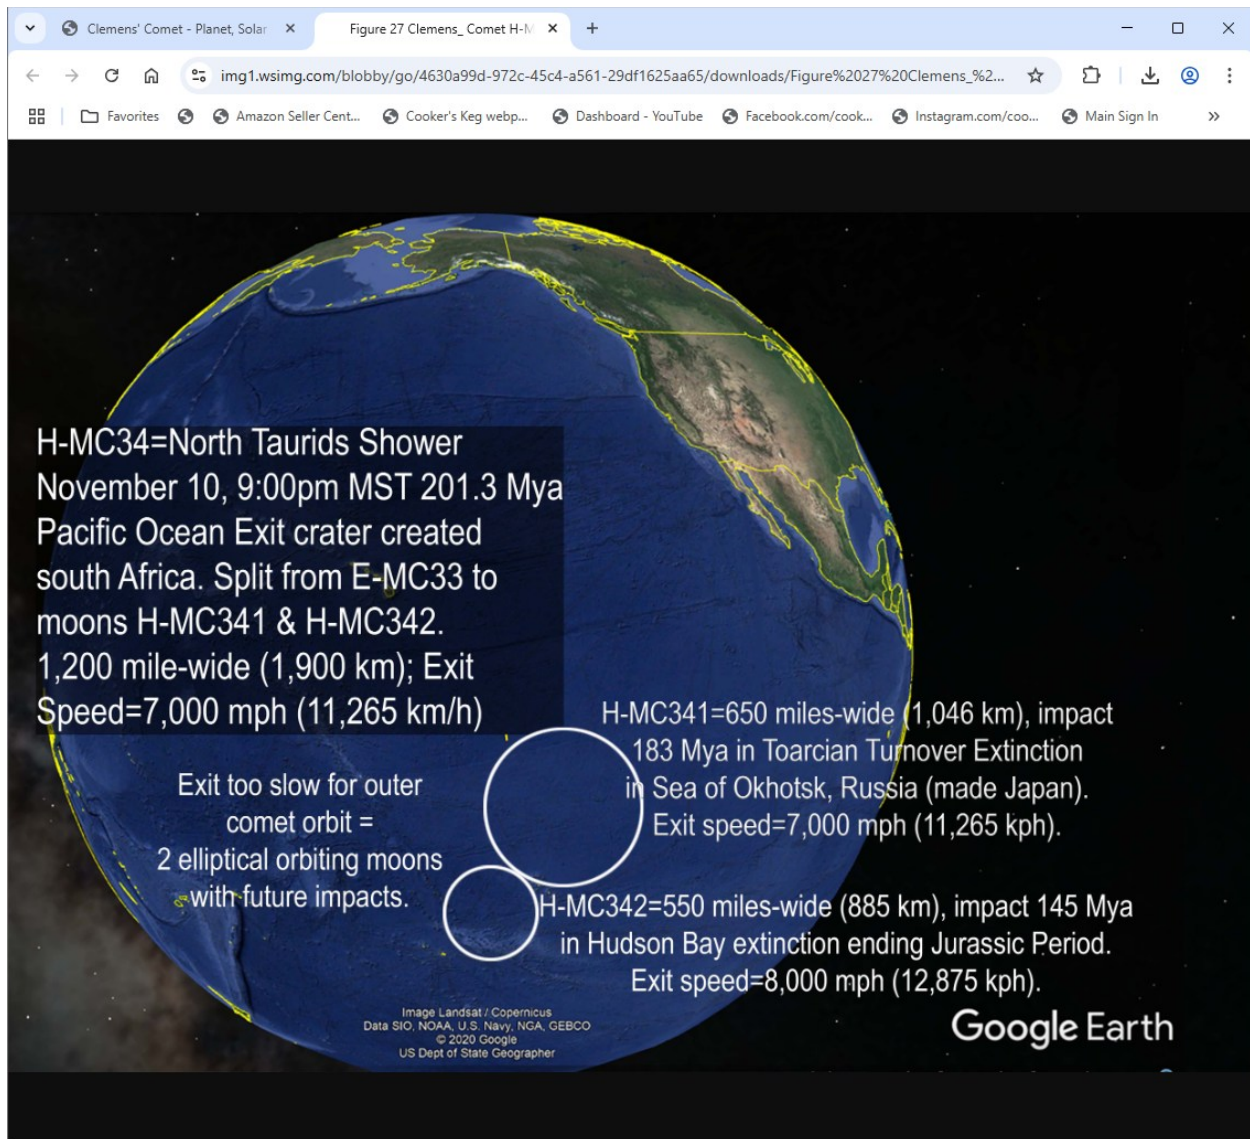 Clemens' Comet - Planet, Solar
Figure 27 Clemens_ Comet H-M
img1.wsimg.com/blobby/go/4630a99d-972c-45c4-a561-29df1625aa65/downloads/Figure%2027%20Clemens_%2...
Favorites
Amazon Seller Cent...
Cooker's Keg webp...
Dashboard - YouTube
Facebook.com/cook...
Instagram.com/coo...
Main Sign In
H-MC34=North Taurids Shower
November 10, 9:00pm MST 201.3 Mya
Pacific Ocean Exit crater created
south Africa. Split from E-MC33 to
moons H-MC341 & H-MC342.
1,200 mile-wide (1,900 km); Exit
Speed=7,000 mph (11,265 km/h)
H-MC341=650 miles-wide (1,046 km), impact
183 Mya in Toarcian Turnover Extinction
in Sea of Okhotsk, Russia (made Japan).
Exit speed=7,000 mph (11,265 kph).
Exit too slow for outer
comet orbit =
2 elliptical orbiting moons
with future impacts.
H-MC342=550 miles-wide (885 km), impact 145 Mya
in Hudson Bay extinction ending Jurassic Period.
Exit speed=8,000 mph (12,875 kph).
Image Landsat / Copernicus
Data SIO, NOAA, U.S. Navy, NGA, GEBCO
© 2020 Google
US Dept of State Geographer
Google Earth